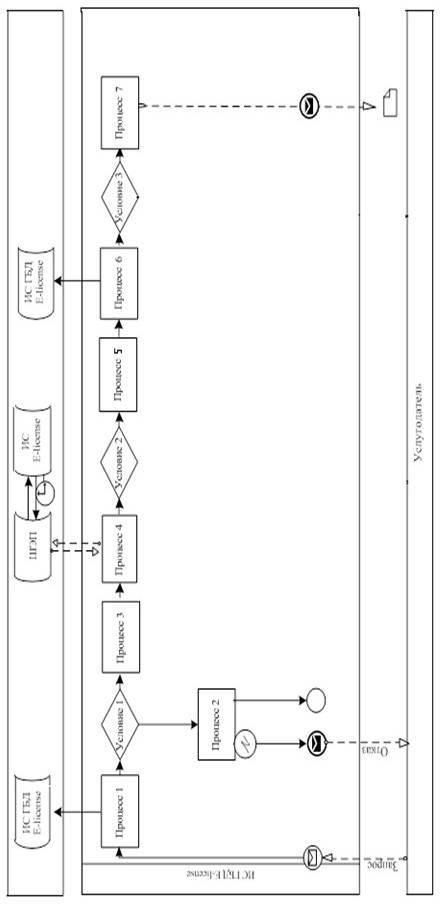 ИС ГБД
E-license
ШЭП
ИС
E-license
ИС ГБД
E-license
ИС ГБД E-license
Процесс 1
Условие 1
Процесс 3
Процесс 4
Условие 2
Процесс 5
Процесс 6
Условие 3
Процесс 7
Процесс 2
Запрос
Отказ
Услугодатель